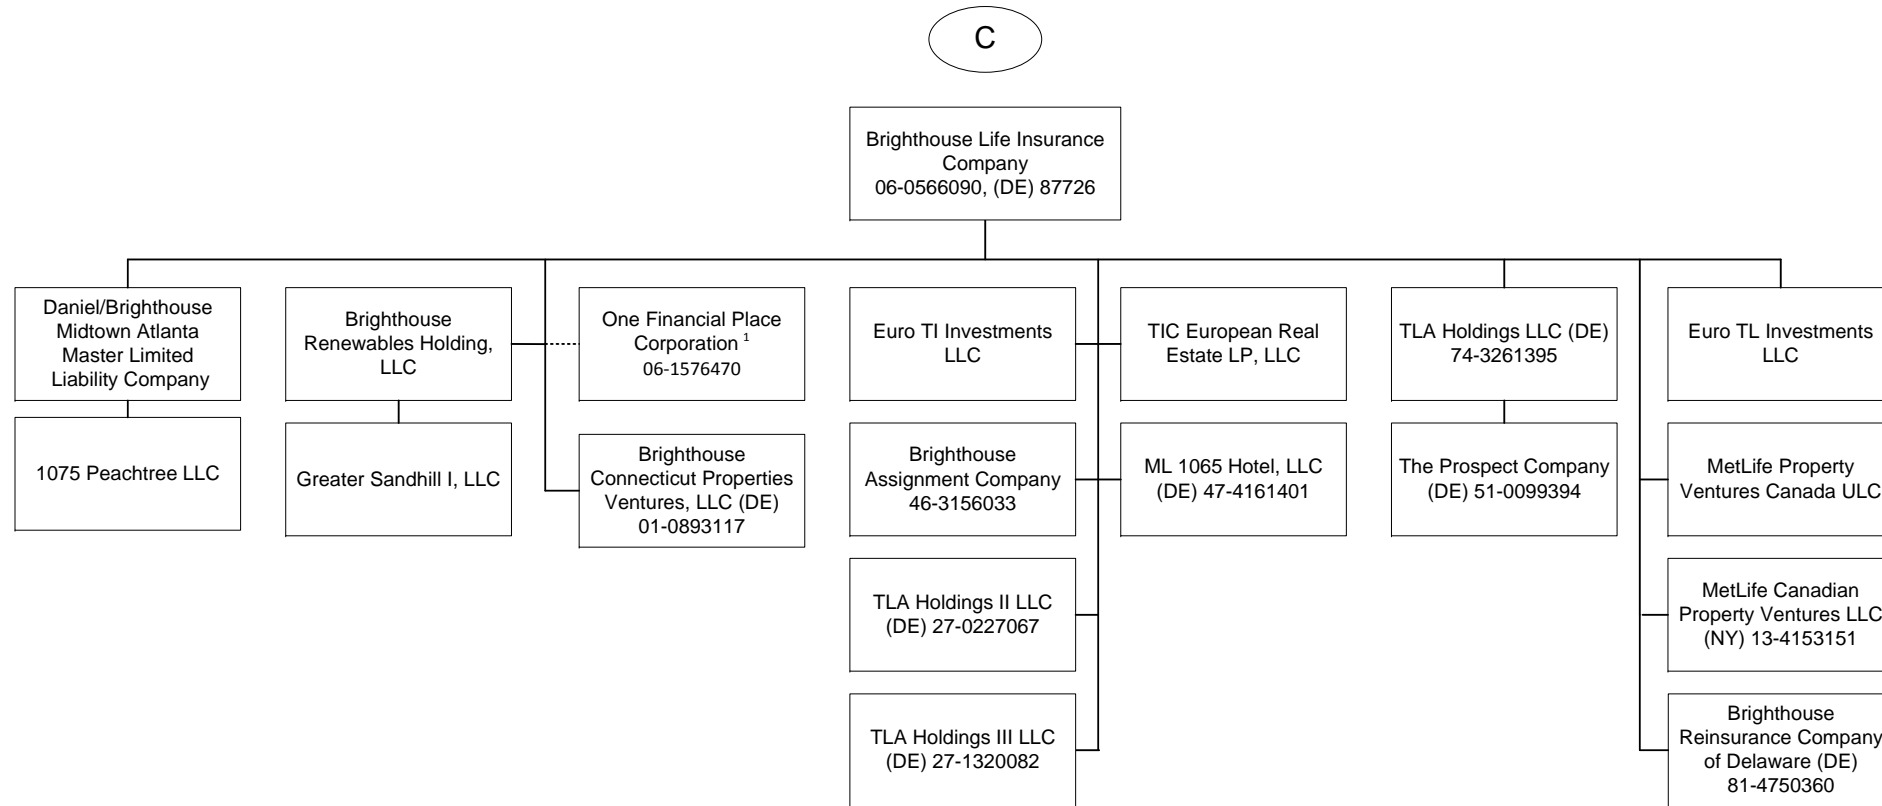 C
Brighthouse Life Insurance
Company
06-0566090, (DE) 87726
Daniel/Brighthouse
Midtown Atlanta
Master Limited
Liability Company
Brighthouse
Renewables Holding,
LLC
One Financial Place
Corporation ¹
06-1576470
Euro TI Investments
LLC
TIC European Real
Estate LP, LLC
TLA Holdings LLC (DE)
74-3261395
Euro TL Investments
LLC
1075 Peachtree LLC
Greater Sandhill I, LLC
Brighthouse
Connecticut Properties
Ventures, LLC (DE)
01-0893117
Brighthouse
Assignment Company
46-3156033
ML 1065 Hotel, LLC
(DE) 47-4161401
The Prospect Company
(DE) 51-0099394
MetLife Property
Ventures Canada ULC
TLA Holdings II LLC
(DE) 27-0227067
MetLife Canadian
Property Ventures LLC
(NY) 13-4153151
TLA Holdings III LLC
(DE) 27-1320082
Brighthouse
Reinsurance Company
of Delaware (DE)
81-4750360